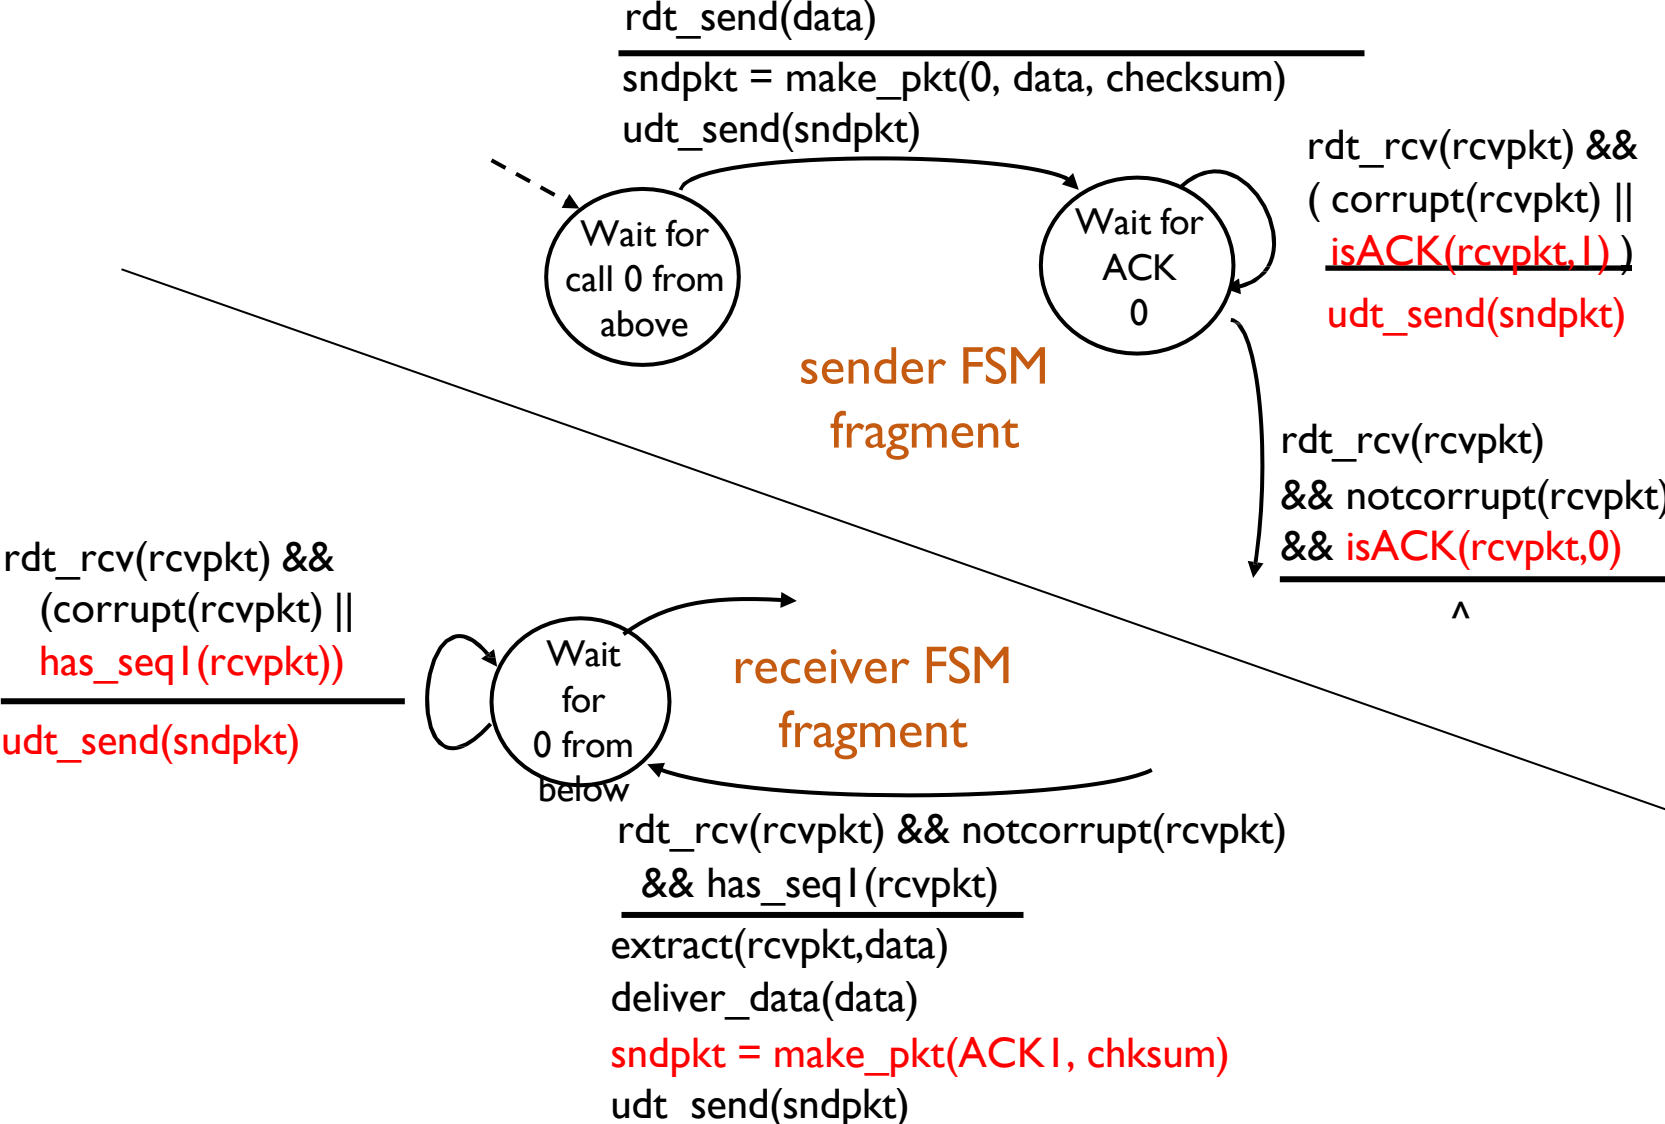 rdt_send(data)
sndpkt = make_pkt(0, data, checksum)
udt_send(sndpkt)
Wait for
call 0 from
above
Wait for
ACK
0
rdt_rcv(rcvpkt) &&
( corrupt(rcvpkt) ||
isACK(rcvpkt,1) )
udt_send(sndpkt)
sender FSM
fragment
rdt_rcv(rcvpkt)
&& notcorrupt(rcvpkt)
&& isACK(rcvpkt,0)
^
rdt_rcv(rcvpkt) &&
(corrupt(rcvpkt) ||
has_seq1(rcvpkt))
udt_send(sndpkt)
Wait
for
0 from
below
receiver FSM
fragment
rdt_rcv(rcvpkt) && notcorrupt(rcvpkt)
&& has_seq1(rcvpkt)
extract(rcvpkt,data)
deliver_data(data)
sndpkt = make_pkt(ACK1, chksum)
udt_send(sndpkt)